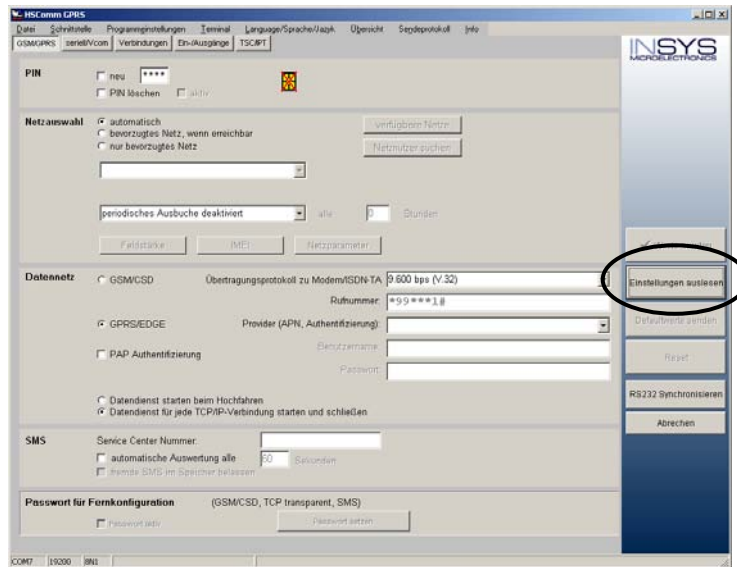 HSComm GPRS
Datei Schnittstelle Programmeinstellungen Terminal Language/Sprache/Jazyk Übersicht Sendeprotokoll Info
GSM/GPRS seriell/Vcom Verbindungen Ein-/Ausgänge TSC/IPT
INSYS
MICROELECTRONICS
PIN
neu ****
PIN löschen aktiv
Netzauswahl
automatisch verfügbare Netze
bevorzugtes Netz, wenn erreichbar
nur bevorzugtes Netz Netznutzer suchen
periodisches Ausbuche deaktiviert alle 0 Stunden
Feldstärke IMEI Netzparameter
Datennetz
GSM/CSD Übertragungsprotokoll zu Modem/ISDN-TA 9.600 bps (V.32)
Rufnummer: *99***1#
GPRS/EDGE Provider (APN, Authentifizierung):
Benutzername:
PAP Authentifizierung
Passwort:
Datendienst starten beim Hochfahren
Datendienst für jede TCP/IP-Verbindung starten und schließen
SMS
Service Center Nummer:
automatische Auswertung alle 60 Sekunden
fremde SMS im Speicher belassen
Passwort für Fernkonfiguration (GSM/CSD, TCP transparent, SMS)
Passwort aktiv Passwort setzen
Einstellungen auslesen
Defaultwerte senden
Reset
RS232 Synchronisieren
Abrechen
COM7 19200 8N1